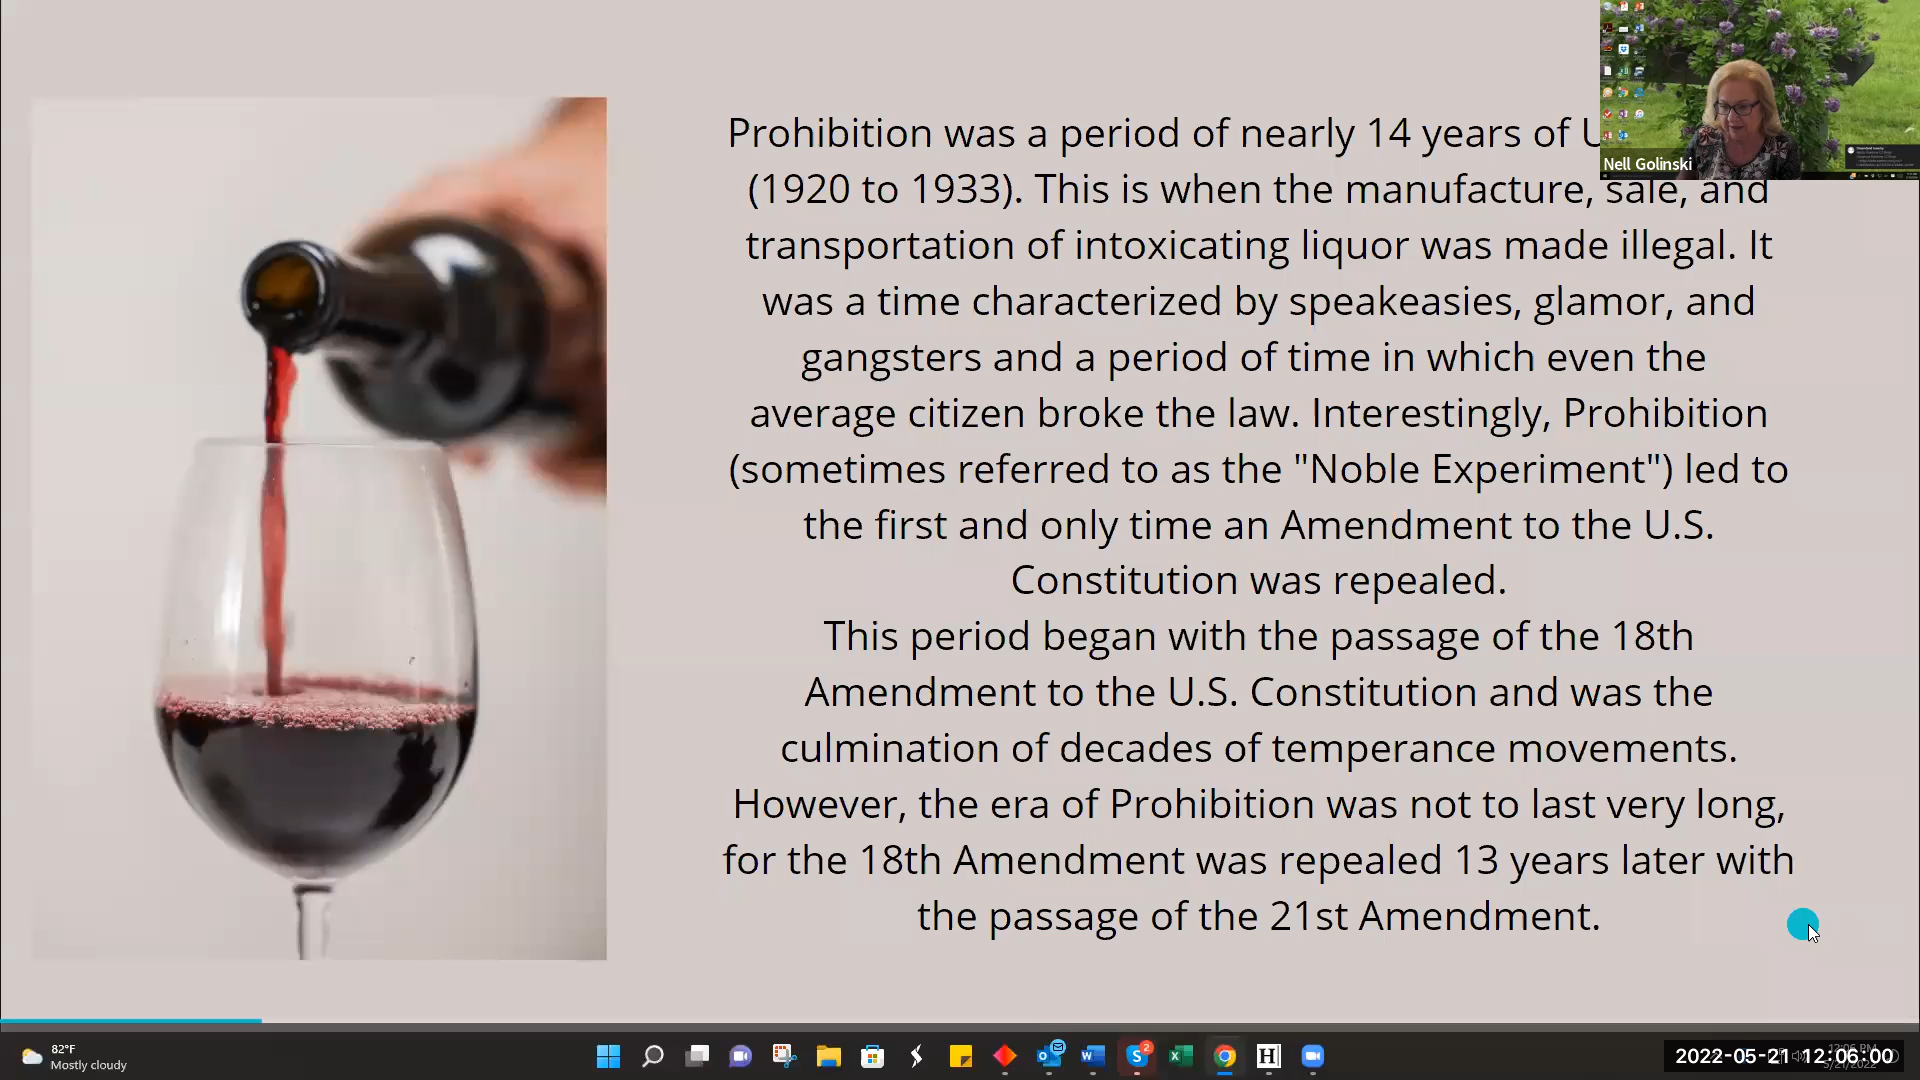 Prohibition was a period of nearly 14 years of
(1920 to 1933). This is when the manufacture, sale, and
transportation of intoxicating liquor was made illegal. It
was a time characterized by speakeasies, glamor, and
gangsters and a period of time in which even the
average citizen broke the law. Interestingly, Prohibition
(sometimes referred to as the "Noble Experiment") led to
the first and only time an Amendment to the U.S.
Constitution was repealed.
This period began with the passage of the 18th
Amendment to the U.S. Constitution and was the
culmination of decades of temperance movements.
However, the era of Prohibition was not to last very long,
for the 18th Amendment was repealed 13 years later with
the passage of the 21st Amendment.
Nell Golinski
82°F
Mostly cloudy
2
H
2022-05-21 12:06:00